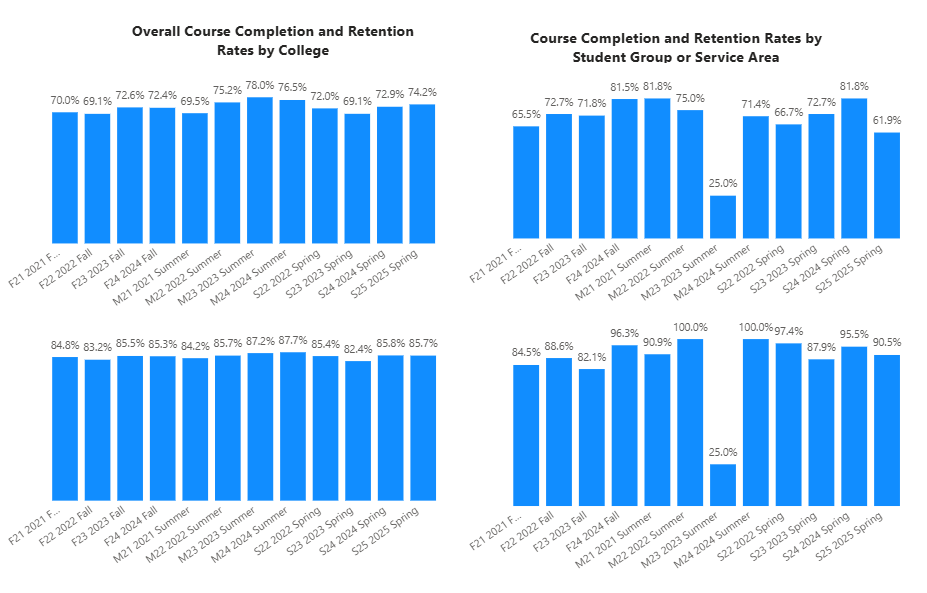 Overall Course Completion and Retention
Rates by College
70.0% 69.1% 72.6% 72.4% 69.5% 75.2% 78.0% 76.5% 72.0% 69.1% 72.9% 74.2%
F21 2021 F... F22 2022 Fall F23 2023 Fall F24 2024 Fall M21 2021 Summer M22 2022 Summer M23 2023 Summer M24 2024 Summer S22 2022 Spring S23 2023 Spring S24 2024 Spring S25 2025 Spring
Course Completion and Retention Rates by
Student Group or Service Area
65.5% 72.7% 71.8% 81.5% 81.8% 75.0% 25.0% 71.4% 66.7% 72.7% 81.8% 61.9%
F21 2021 F... F22 2022 Fall F23 2023 Fall F24 2024 Fall M21 2021 Summer M22 2022 Summer M23 2023 Summer M24 2024 Summer S22 2022 Spring S23 2023 Spring S24 2024 Spring S25 2025 Spring
84.8% 83.2% 85.5% 85.3% 84.2% 85.7% 87.2% 87.7% 85.4% 82.4% 85.8% 85.7%
F21 2021 F... F22 2022 Fall F23 2023 Fall F24 2024 Fall M21 2021 Summer M22 2022 Summer M23 2023 Summer M24 2024 Summer S22 2022 Spring S23 2023 Spring S24 2024 Spring S25 2025 Spring
84.5% 88.6% 82.1% 96.3% 90.9% 100.0% 25.0% 100.0% 97.4% 87.9% 95.5% 90.5%
F21 2021 F... F22 2022 Fall F23 2023 Fall F24 2024 Fall M21 2021 Summer M22 2022 Summer M23 2023 Summer M24 2024 Summer S22 2022 Spring S23 2023 Spring S24 2024 Spring S25 2025 Spring